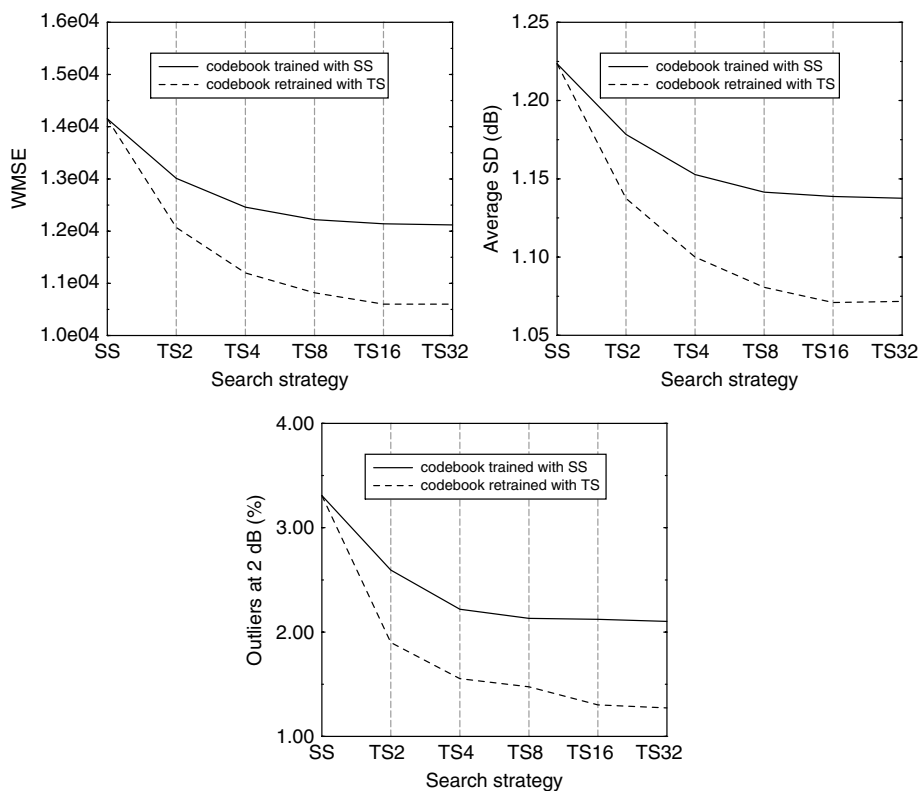 1.6e04
1.5e04
1.4e04
1.3e04
1.2e04
1.1e04
1.0e04
WMSE
codebook trained with SS
codebook retrained with TS
SS TS2 TS4 TS8 TS16 TS32
Search strategy
1.25
1.20
1.15
1.10
1.05
Average SD (dB)
codebook trained with SS
codebook retrained with TS
SS TS2 TS4 TS8 TS16 TS32
Search strategy
4.00
3.00
2.00
1.00
Outliers at 2 dB (%)
codebook trained with SS
codebook retrained with TS
SS TS2 TS4 TS8 TS16 TS32
Search strategy